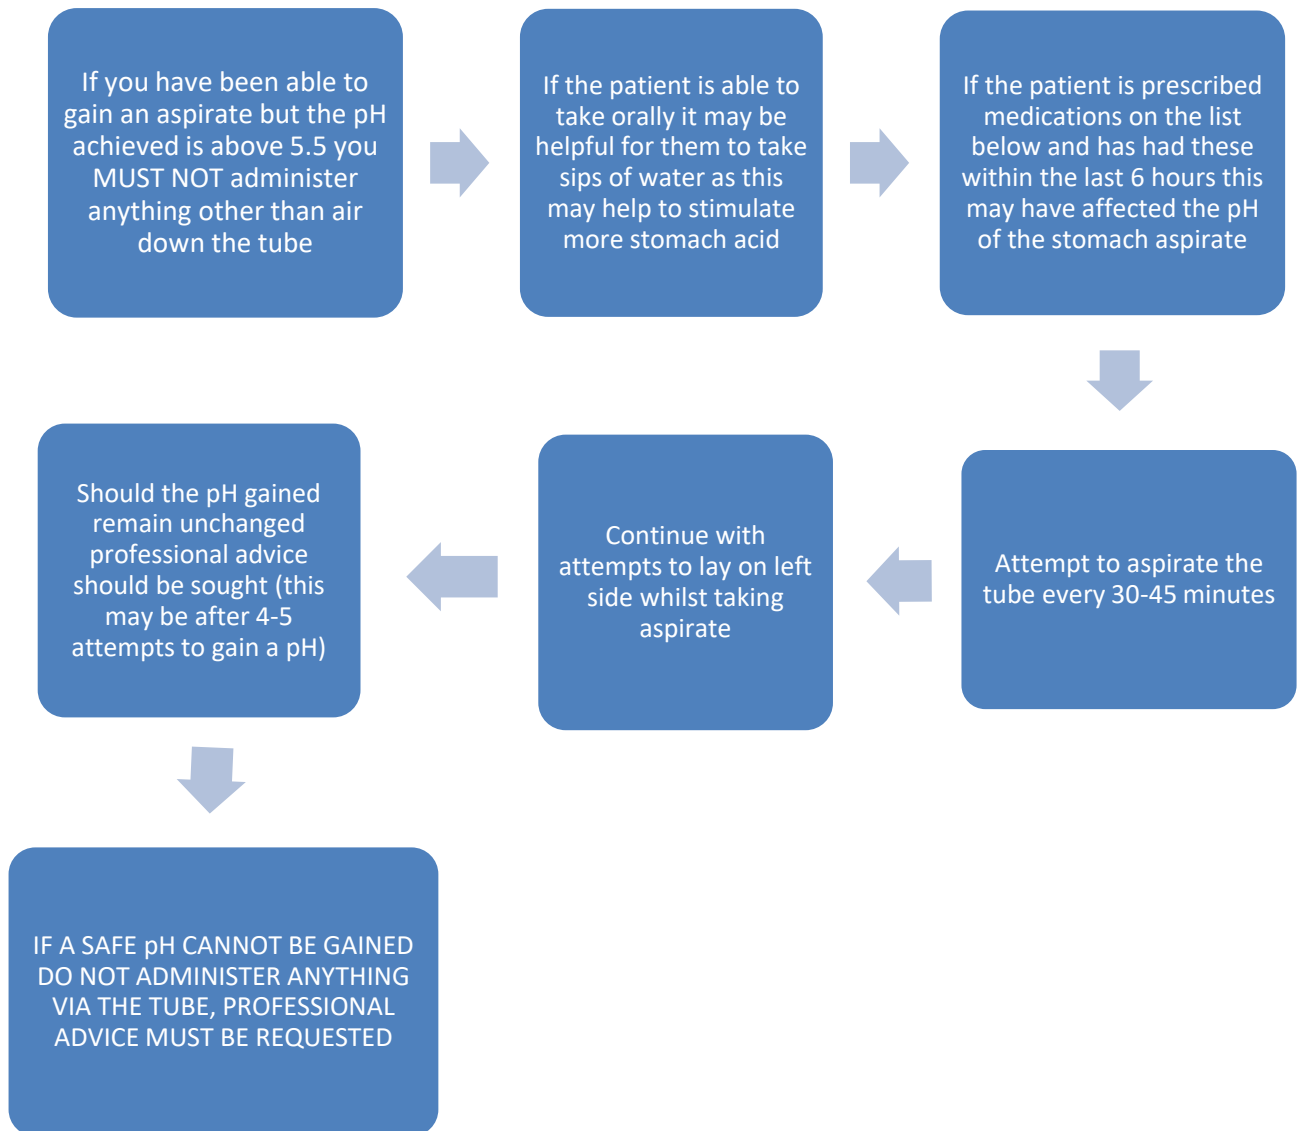 If you have been able to
gain an aspirate but the pH
achieved is above 5.5 you
MUST NOT administer
anything other than air
down the tube
If the patient is able to
take orally it may be
helpful for them to take
sips of water as this
may help to stimulate
more stomach acid
If the patient is prescribed
medications on the list
below and has had these
within the last 6 hours this
may have affected the pH
of the stomach aspirate
Attempt to aspirate the
tube every 30-45 minutes
Continue with
attempts to lay on left
side whilst taking
aspirate
Should the pH gained
remain unchanged
professional advice
should be sought (this
may be after 4-5
attempts to gain a pH)
IF A SAFE pH CANNOT BE GAINED
DO NOT ADMINISTER ANYTHING
VIA THE TUBE, PROFESSIONAL
ADVICE MUST BE REQUESTED